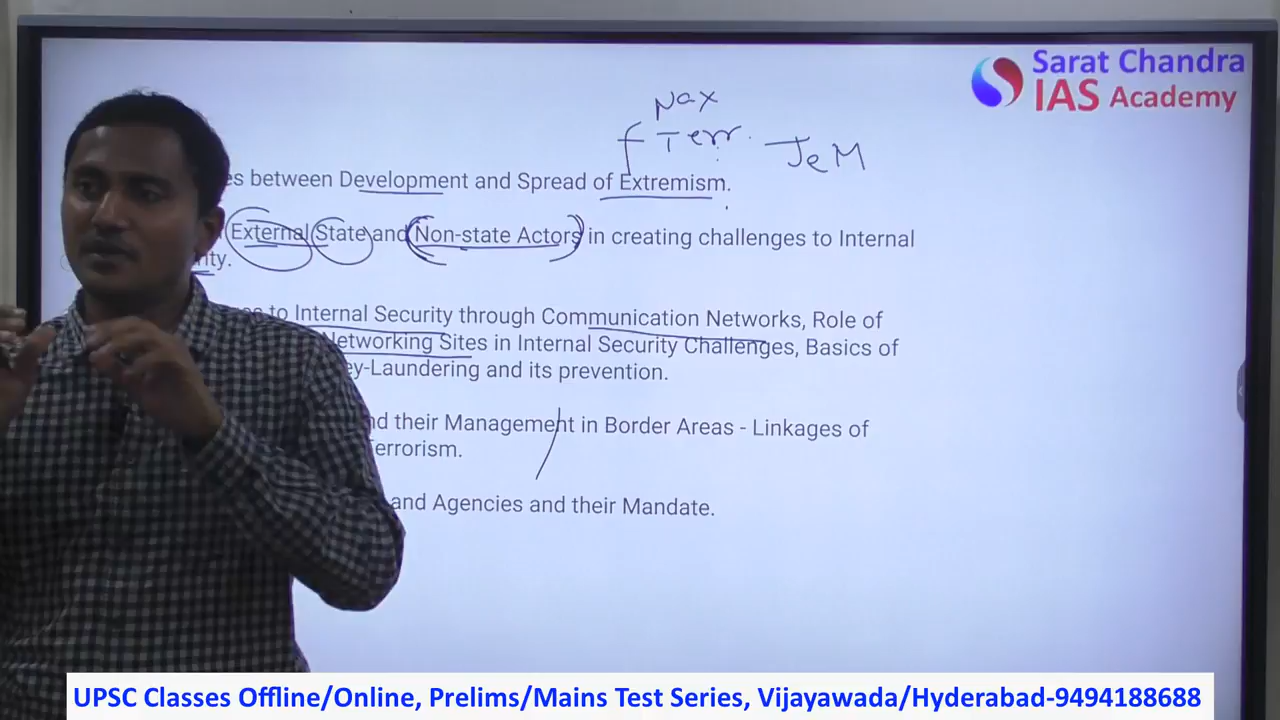 Sarat Chandra
IAS Academy
Nax
Terr.
JeM
es between Development and Spread of Extremism.
External State and Non-state Actors in creating challenges to Internal
rity.
to Internal Security through Communication Networks, Role of
Networking Sites in Internal Security Challenges, Basics of
ey-Laundering and its prevention.
nd their Management in Border Areas - Linkages of
errorism.
and Agencies and their Mandate.
UPSC Classes Offline/Online, Prelims/Mains Test Series, Vijayawada/Hyderabad-9494188688